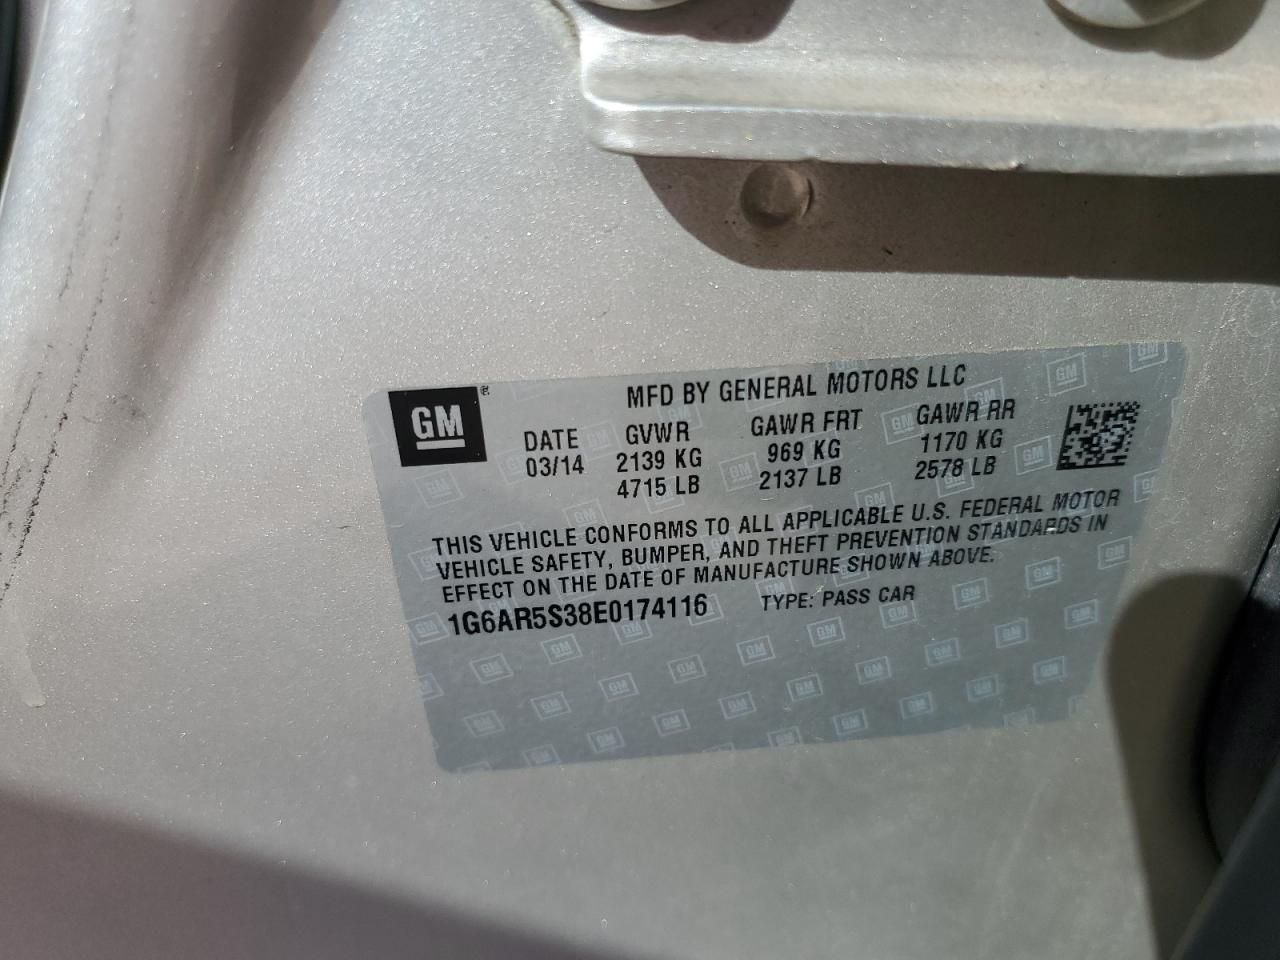 GM®
MFD BY GENERAL MOTORS LLC
DATE GVWR GAWR FRT GAWR RR
03/14 2139 KG 969 KG 1170 KG
4715 LB 2137 LB 2578 LB
THIS VEHICLE CONFORMS TO ALL APPLICABLE U.S. FEDERAL MOTOR
VEHICLE SAFETY, BUMPER, AND THEFT PREVENTION STANDARDS IN
EFFECT ON THE DATE OF MANUFACTURE SHOWN ABOVE.
1G6AR5S38E0174116 TYPE: PASS CAR